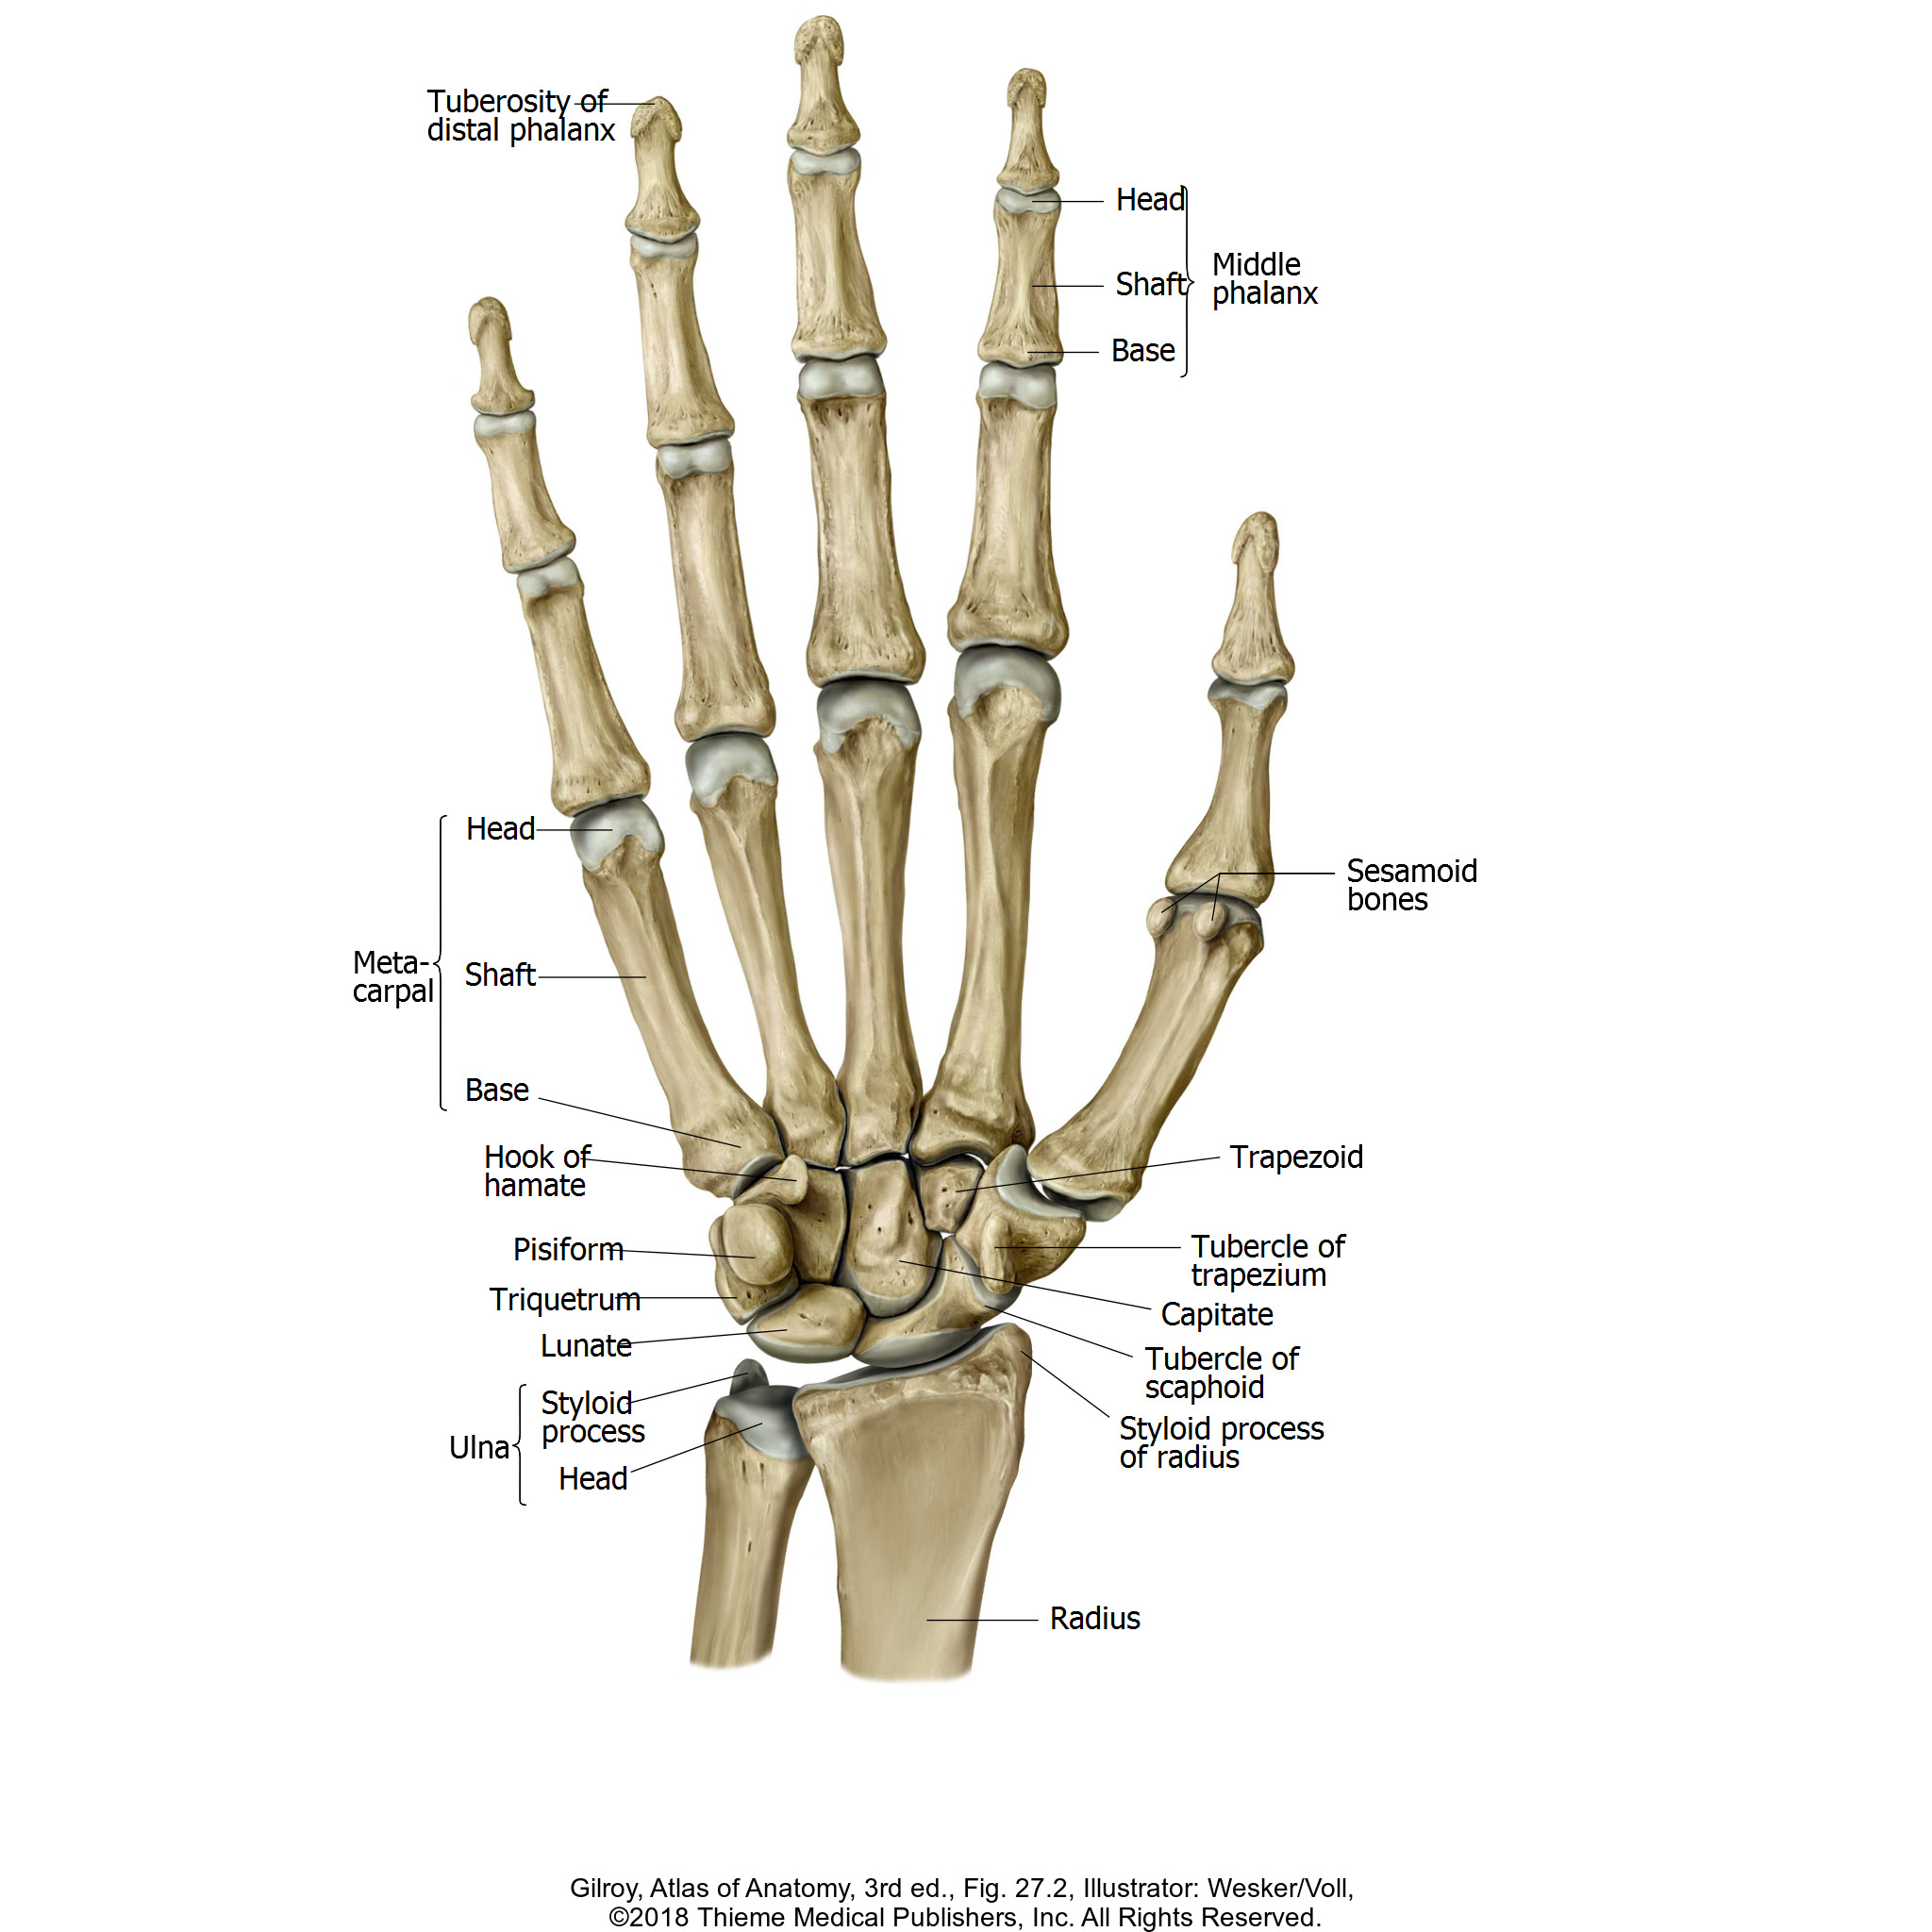 Tuberosity of
distal phalanx
Head
Shaft
Base
Middle
phalanx
Head
Shaft
Base
Meta-
carpal
Sesamoid
bones
Hook of
hamate
Pisiform
Triquetrum
Lunate
Styloid
process
Head
Ulna
Trapezoid
Tubercle of
trapezium
Capitate
Tubercle of
scaphoid
Styloid process
of radius
Radius
Gilroy, Atlas of Anatomy, 3rd ed., Fig. 27.2, Illustrator: Wesker/Voll,
©2018 Thieme Medical Publishers, Inc. All Rights Reserved.